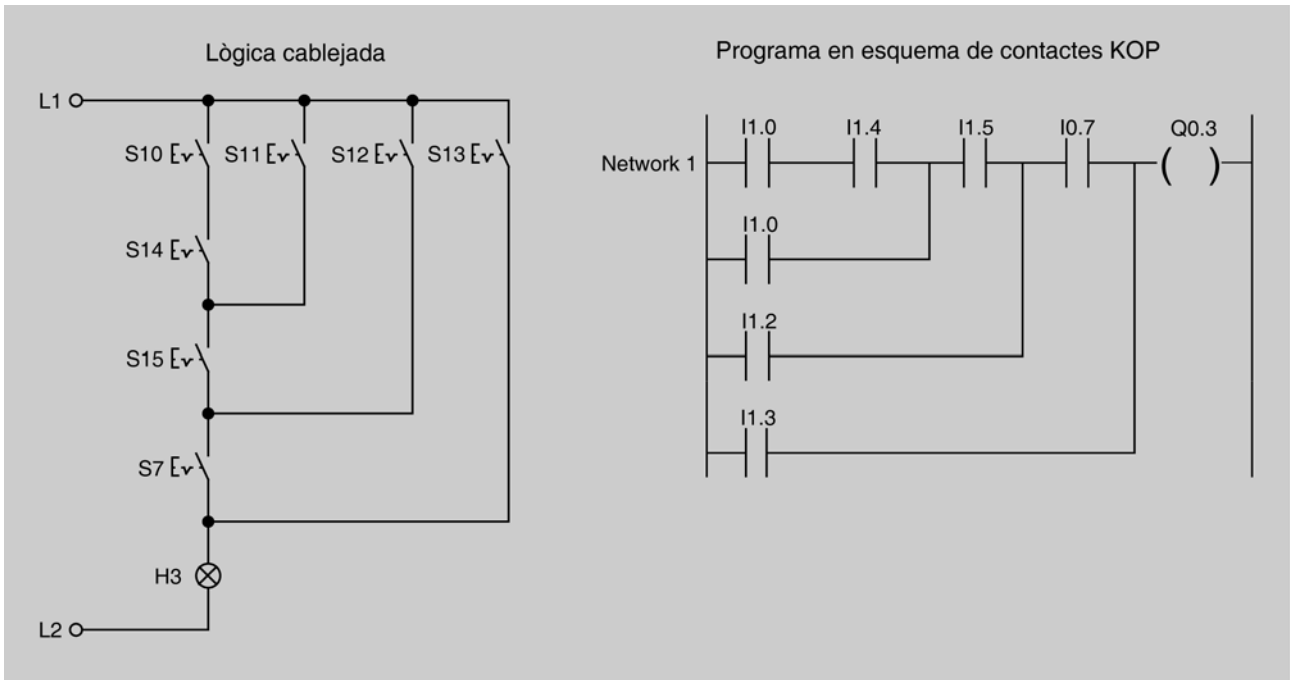 Lògica cablejada
L1
S10
S11
S12
S13
S14
S15
S7
H3
L2
Programa en esquema de contactes KOP
Network 1
I1.0
I1.4
I1.5
I0.7
Q0.3
I1.0
I1.2
I1.3